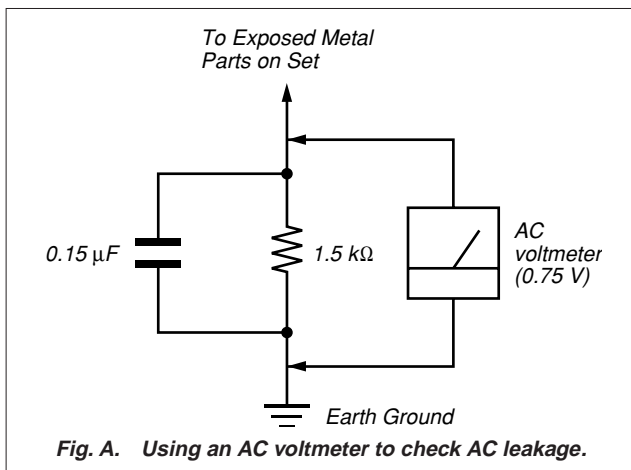 To Exposed Metal
Parts on Set
0.15 μF
1.5 kΩ
AC
voltmeter
(0.75 V)
Earth Ground
Fig. A. Using an AC voltmeter to check AC leakage.